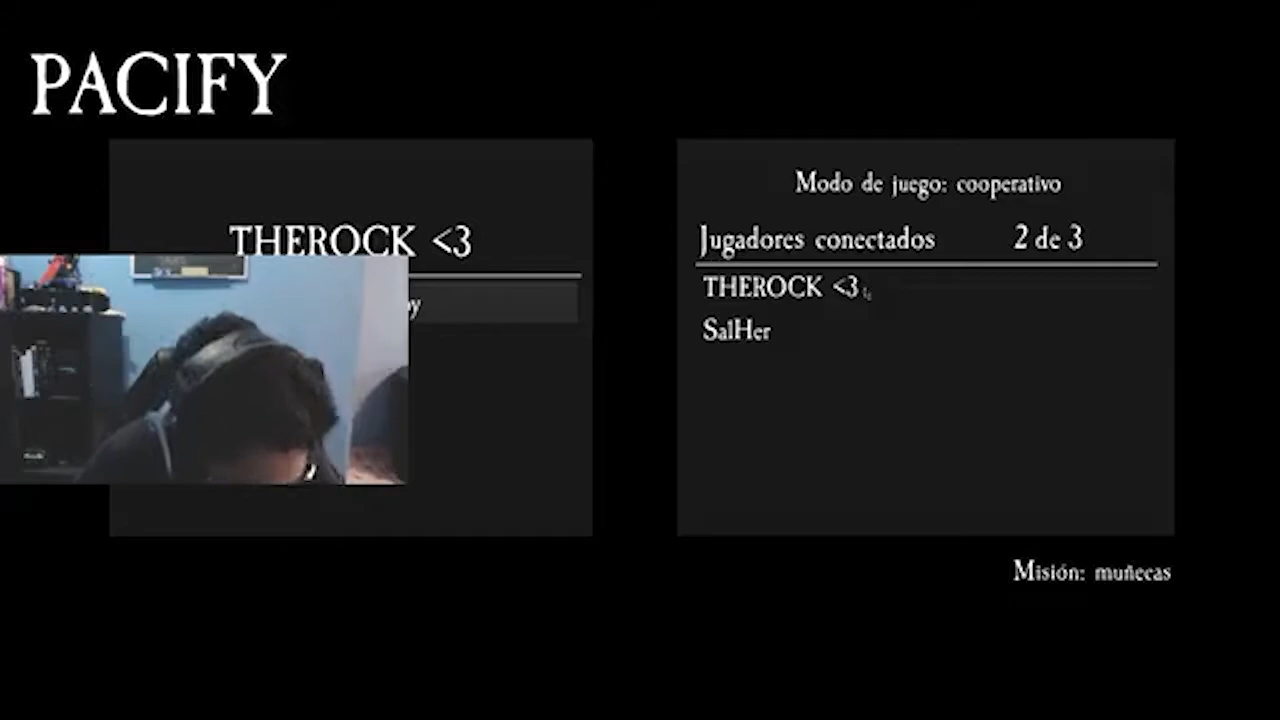 PACIFY
THEROCK <3
Modo de juego: cooperativo
Jugadores conectados 2 de 3
THEROCK <3
SalHer
Misión: muñecas